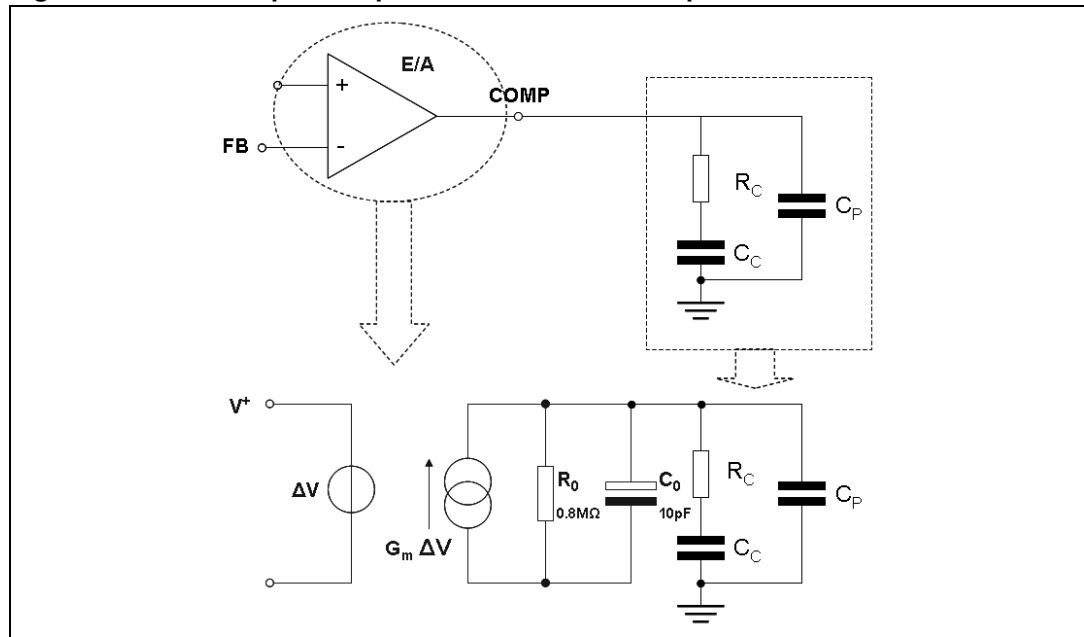 E/A
+
COMP
FB
-
R_C
C_P
C_C
V⁺
ΔV
G_m ΔV
R_0
0.8MΩ
C_0
10pF
R_C
C_P
C_C